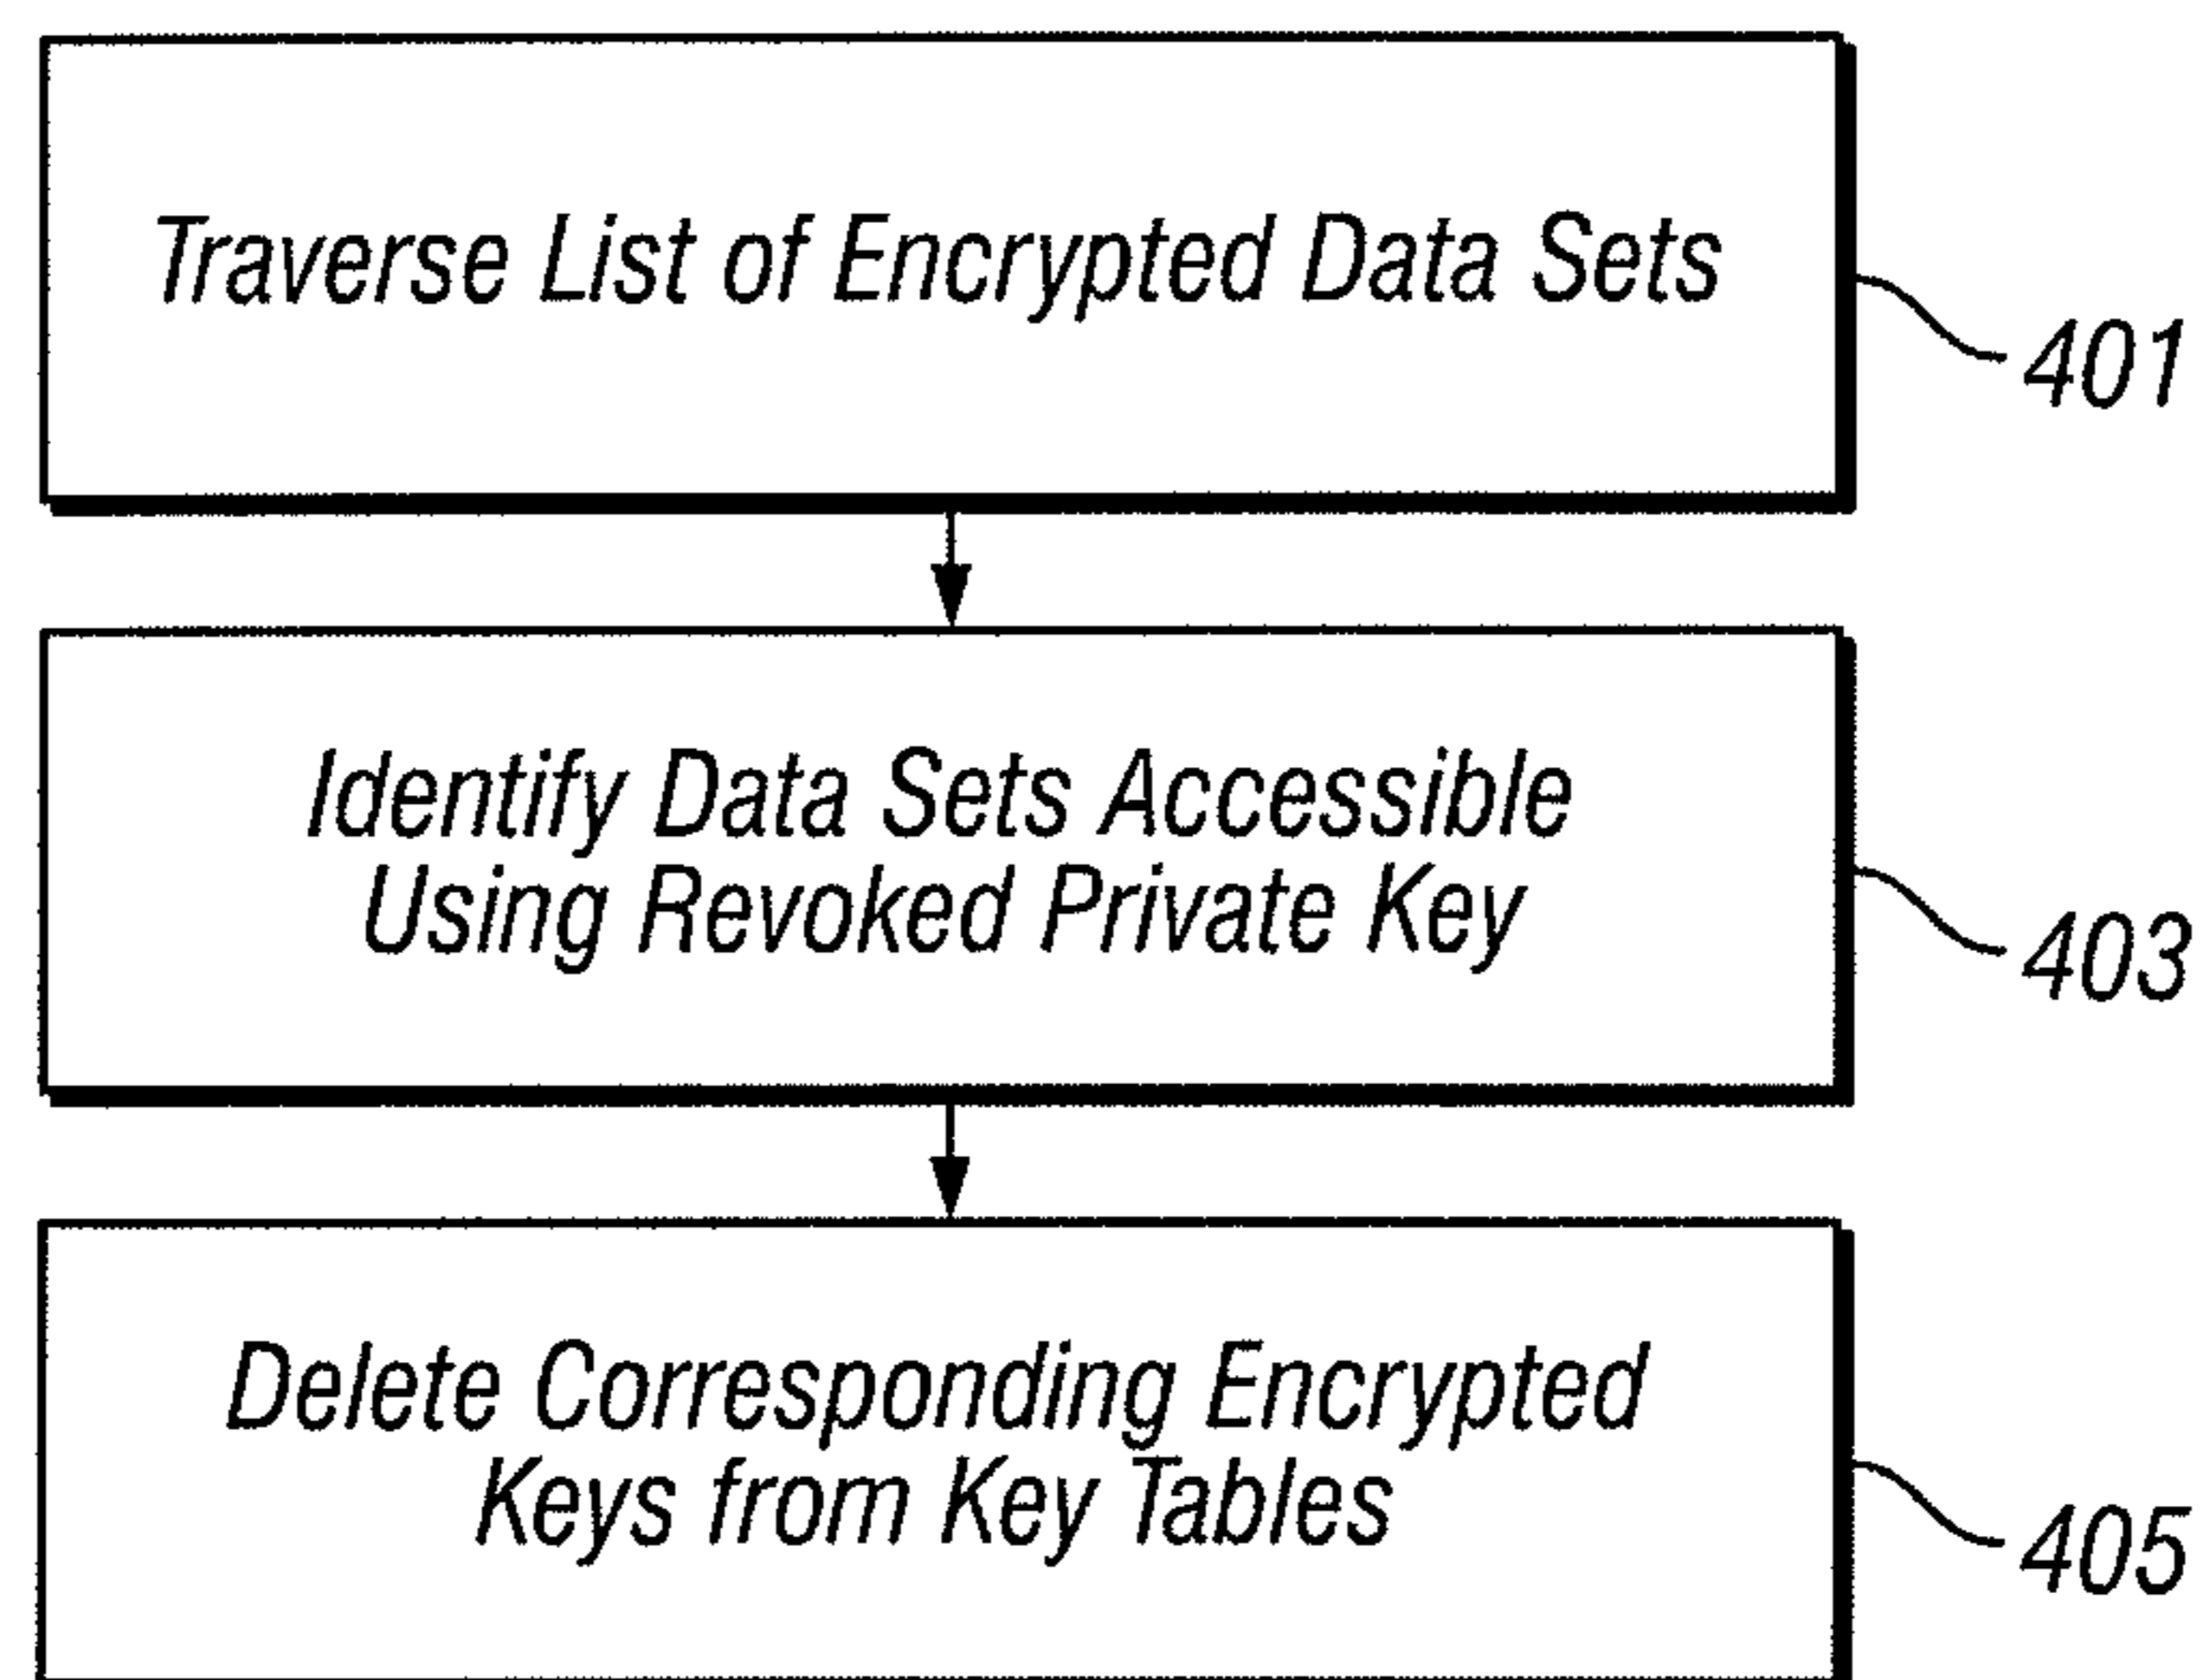 Traverse List of Encrypted Data Sets
401
Identify Data Sets Accessible
Using Revoked Private Key
403
Delete Corresponding Encrypted
Keys from Key Tables
405